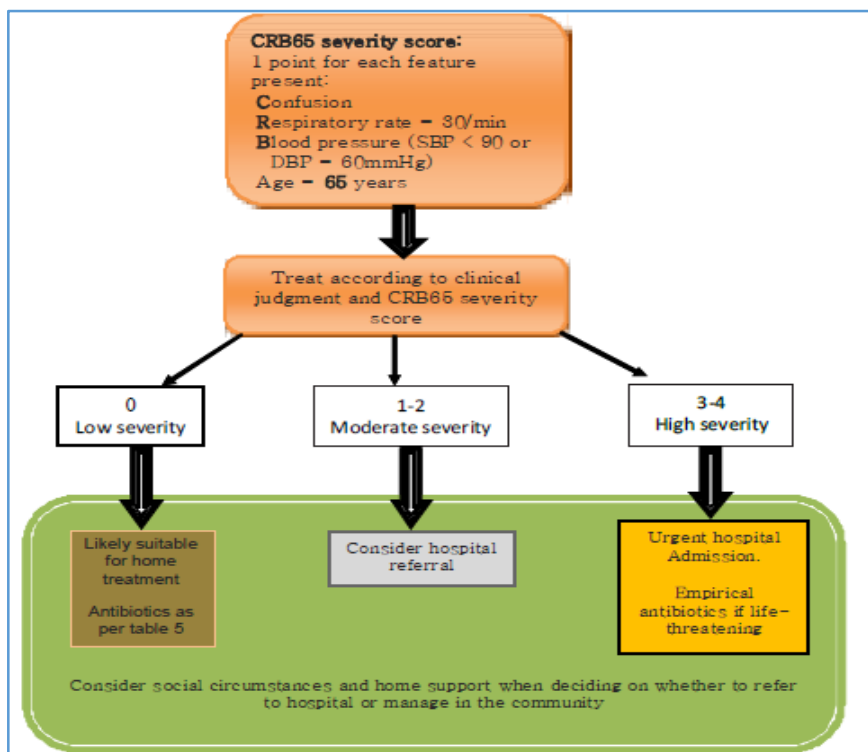 CRB65 severity score:
1 point for each feature
present:
Confusion
Respiratory rate - 30/min
Blood pressure (SBP < 90 or
DBP - 60mmHg)
Age - 65 years
Treat according to clinical
judgment and CRB65 severity
score
0
Low severity
1-2
Moderate severity
3-4
High severity
Likely suitable
for home
treatment
Antibiotics as
per table 5
Consider hospital
referral
Urgent hospital
Admission.
Empirical
antibiotics if life-
threatening
Consider social circumstances and home support when deciding on whether to refer
to hospital or manage in the community